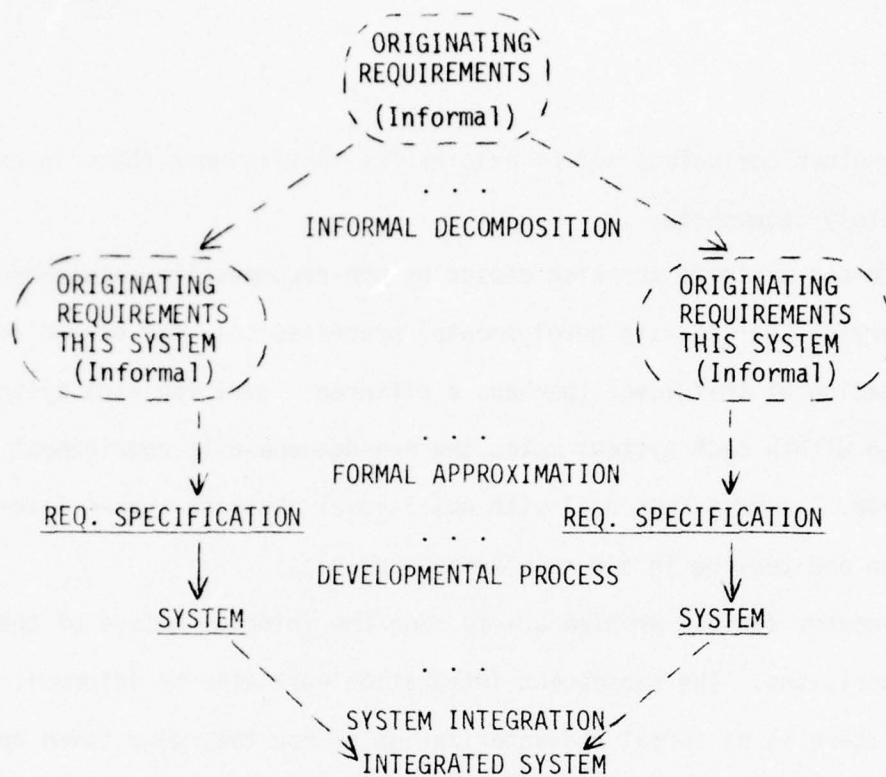 ORIGINATING
REQUIREMENTS
(Informal)
. . .
INFORMAL DECOMPOSITION
ORIGINATING
REQUIREMENTS
THIS SYSTEM
(Informal)
ORIGINATING
REQUIREMENTS
THIS SYSTEM
(Informal)
. . . .
FORMAL APPROXIMATION
REQ. SPECIFICATION
REQ. SPECIFICATION
. . . .
DEVELOPMENTAL PROCESS
SYSTEM
SYSTEM
. . . .
SYSTEM INTEGRATION
INTEGRATED SYSTEM